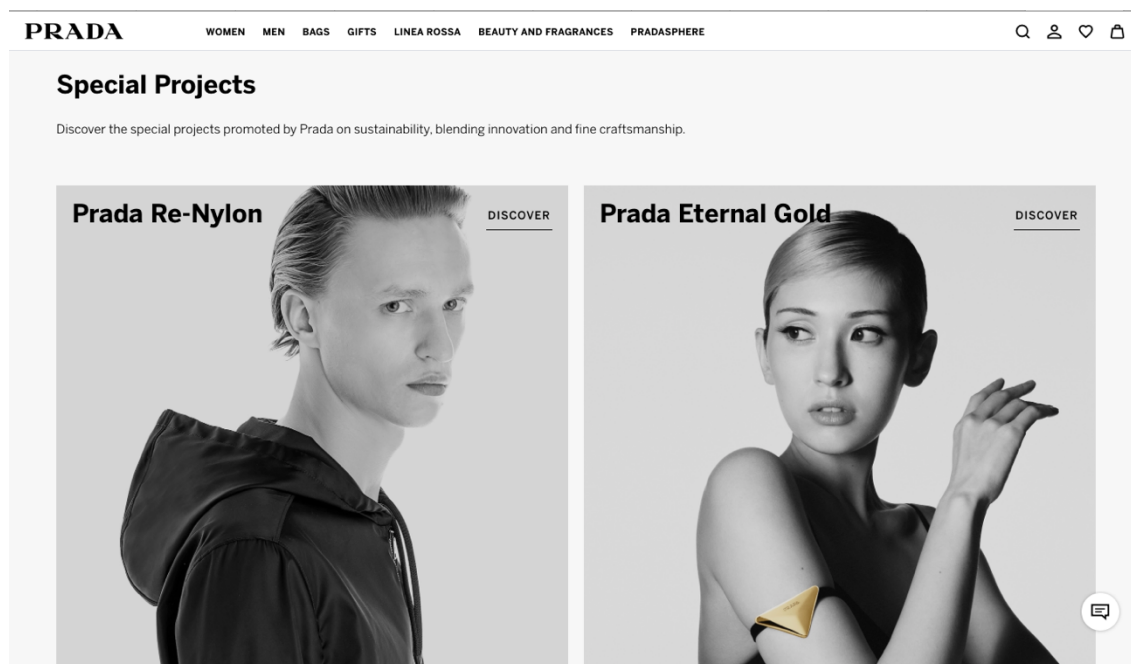 PRADA
WOMEN MEN BAGS GIFTS LINEA ROSSA BEAUTY AND FRAGRANCES PRADASPHERE
Special Projects
Discover the special projects promoted by Prada on sustainability, blending innovation and fine craftsmanship.
Prada Re-Nylon DISCOVER
Prada Eternal Gold DISCOVER
PRADA